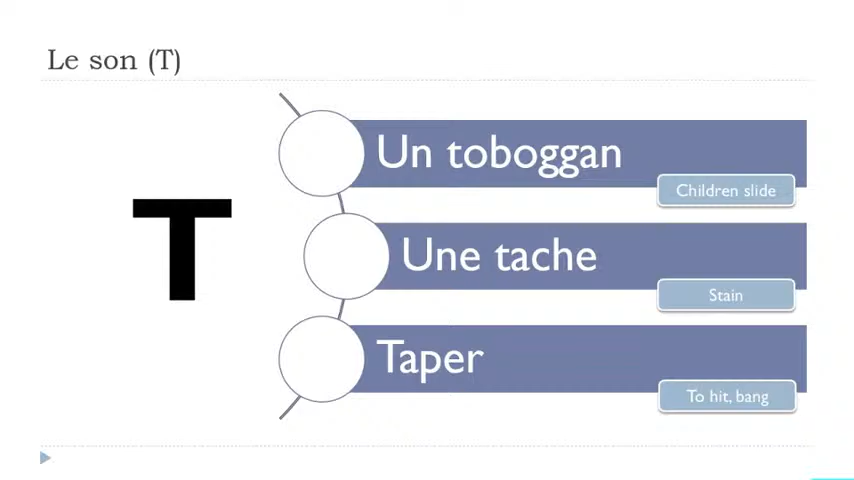 Le son (T)
T
Un toboggan
Children slide
Une tache
Stain
Taper
To hit, bang